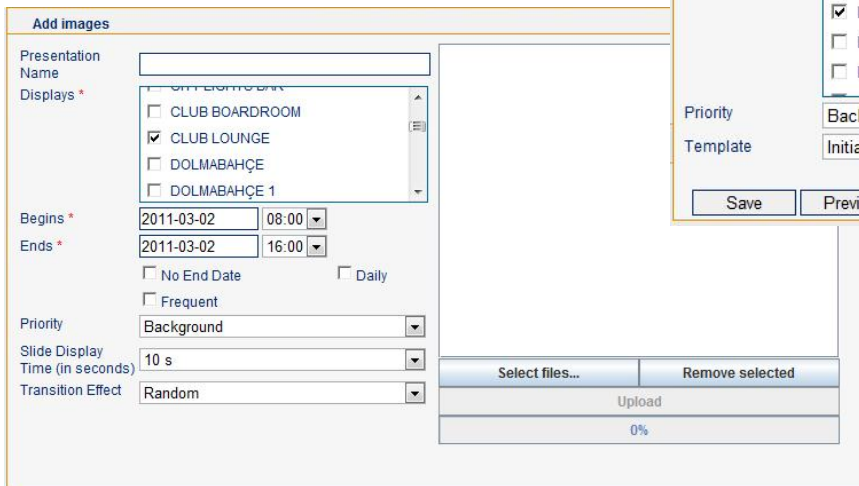 Add images
Presentation
Name
Displays *
CLUB BOARDROOM
CLUB LOUNGE
DOLMABAHÇE
DOLMABAHÇE 1
Begins *
2011-03-02 08:00
Ends *
2011-03-02 16:00
No End Date Daily
Frequent
Priority Background
Slide Display
Time (in seconds) 10 s
Transition Effect Random
Select files... Remove selected
Upload
0%
Priority
Template
Save